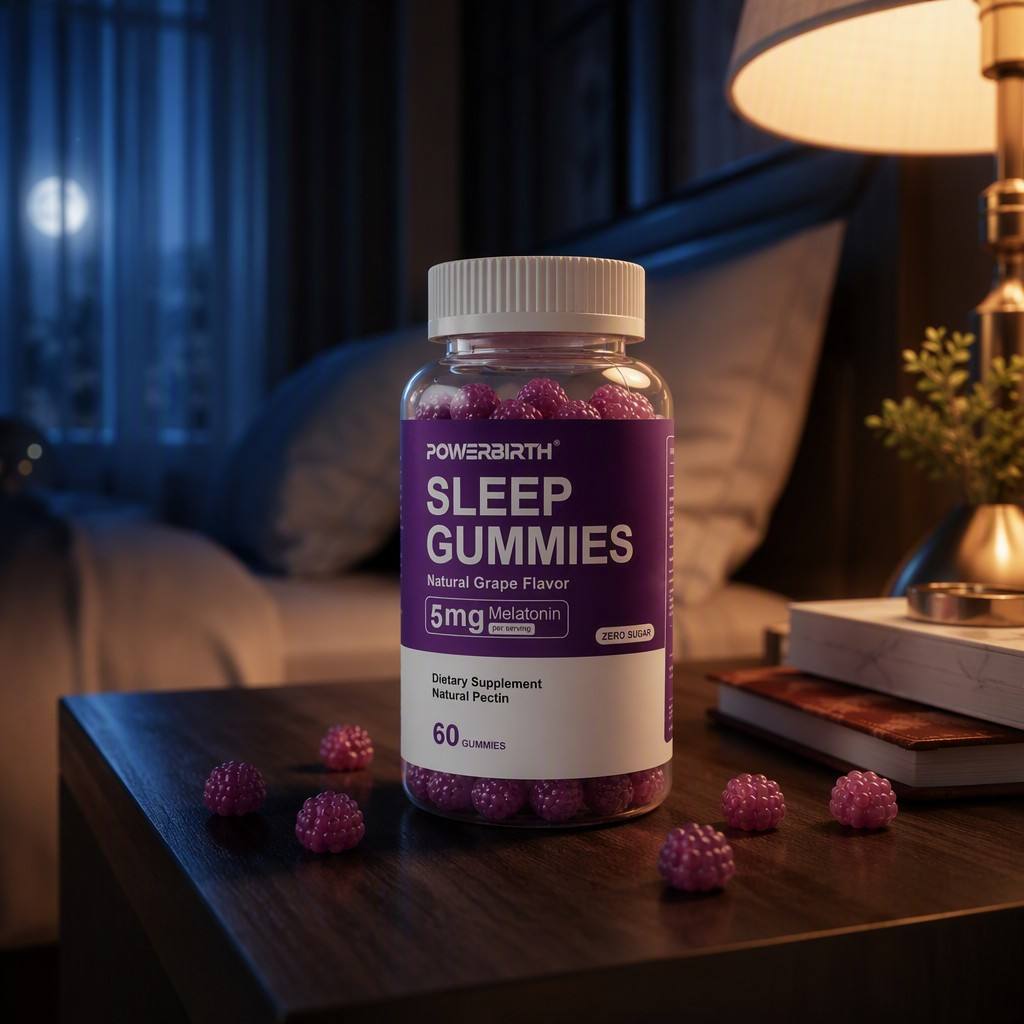 POWERBIRTH®
SLEEP
GUMMIES
Natural Grape Flavor
5mg Melatonin
per serving
ZERO SUGAR
Dietary Supplement
Natural Pectin
60 GUMMIES